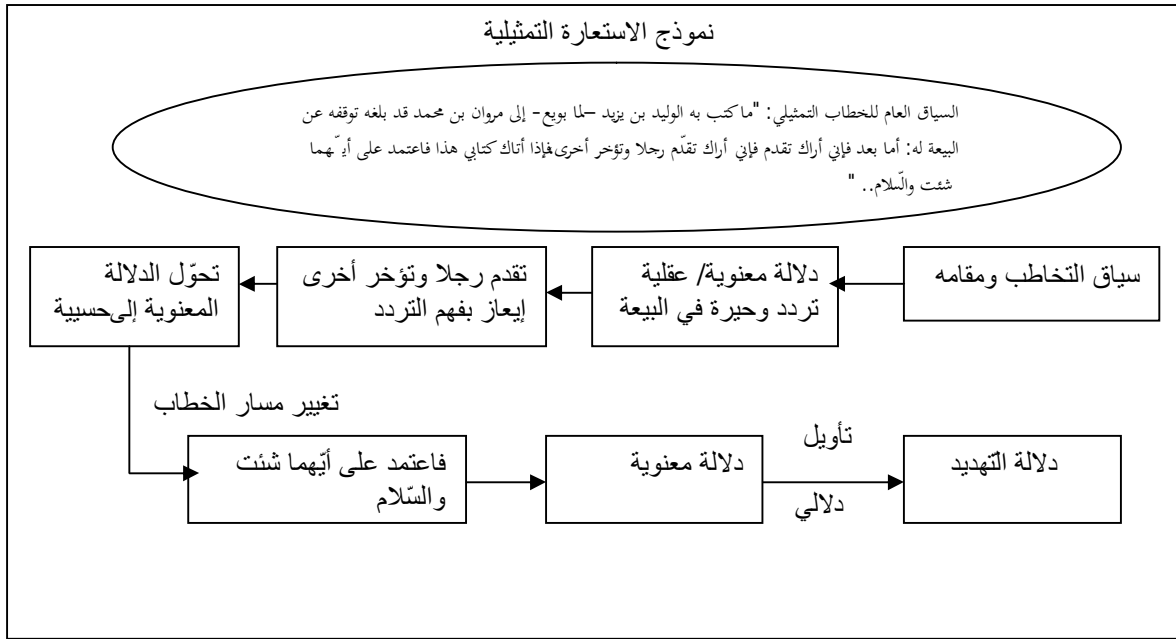 نموذج الاستعارة التمثيلية
السياق العام للخطاب التمثيلي: "ماكتب به الوليد بن يزيد –لما بويع- إلى مروان بن محمد قد بلغه توقفه عن
البيعة له: أما بعد فإني أراك تقدم فإني أراك تقدّم رجلا وتؤخر أخرى،فإذا أتاك كتابي هذا فاعتمد على أيّهما
شئت والسّلام.. "
سياق التخاطب ومقامه
دلالة معنوية/ عقلية
تردد وحيرة في البيعة
تقدم رجلا وتؤخر أخرى
إيعاز بفهم التردد
تحوّل الدلالة
المعنوية إلى حسيية
تغيير مسار الخطاب
فاعتمد على أيّهما شئت
والسّلام
دلالة معنوية
تأويل
دلالي
دلالة التّهديد